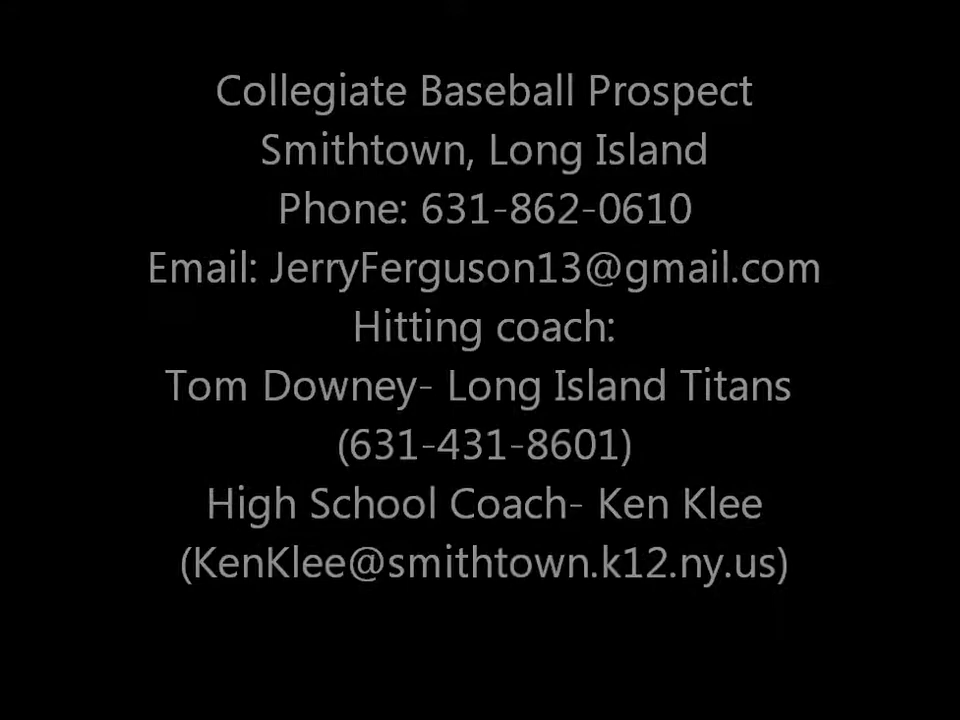 Collegiate Baseball Prospect
Smithtown, Long Island
Phone: 631-862-0610
Email: JerryFerguson13@gmail.com
Hitting coach:
Tom Downey- Long Island Titans
(631-431-8601)
High School Coach- Ken Klee
(KenKlee@smithtown.k12.ny.us)